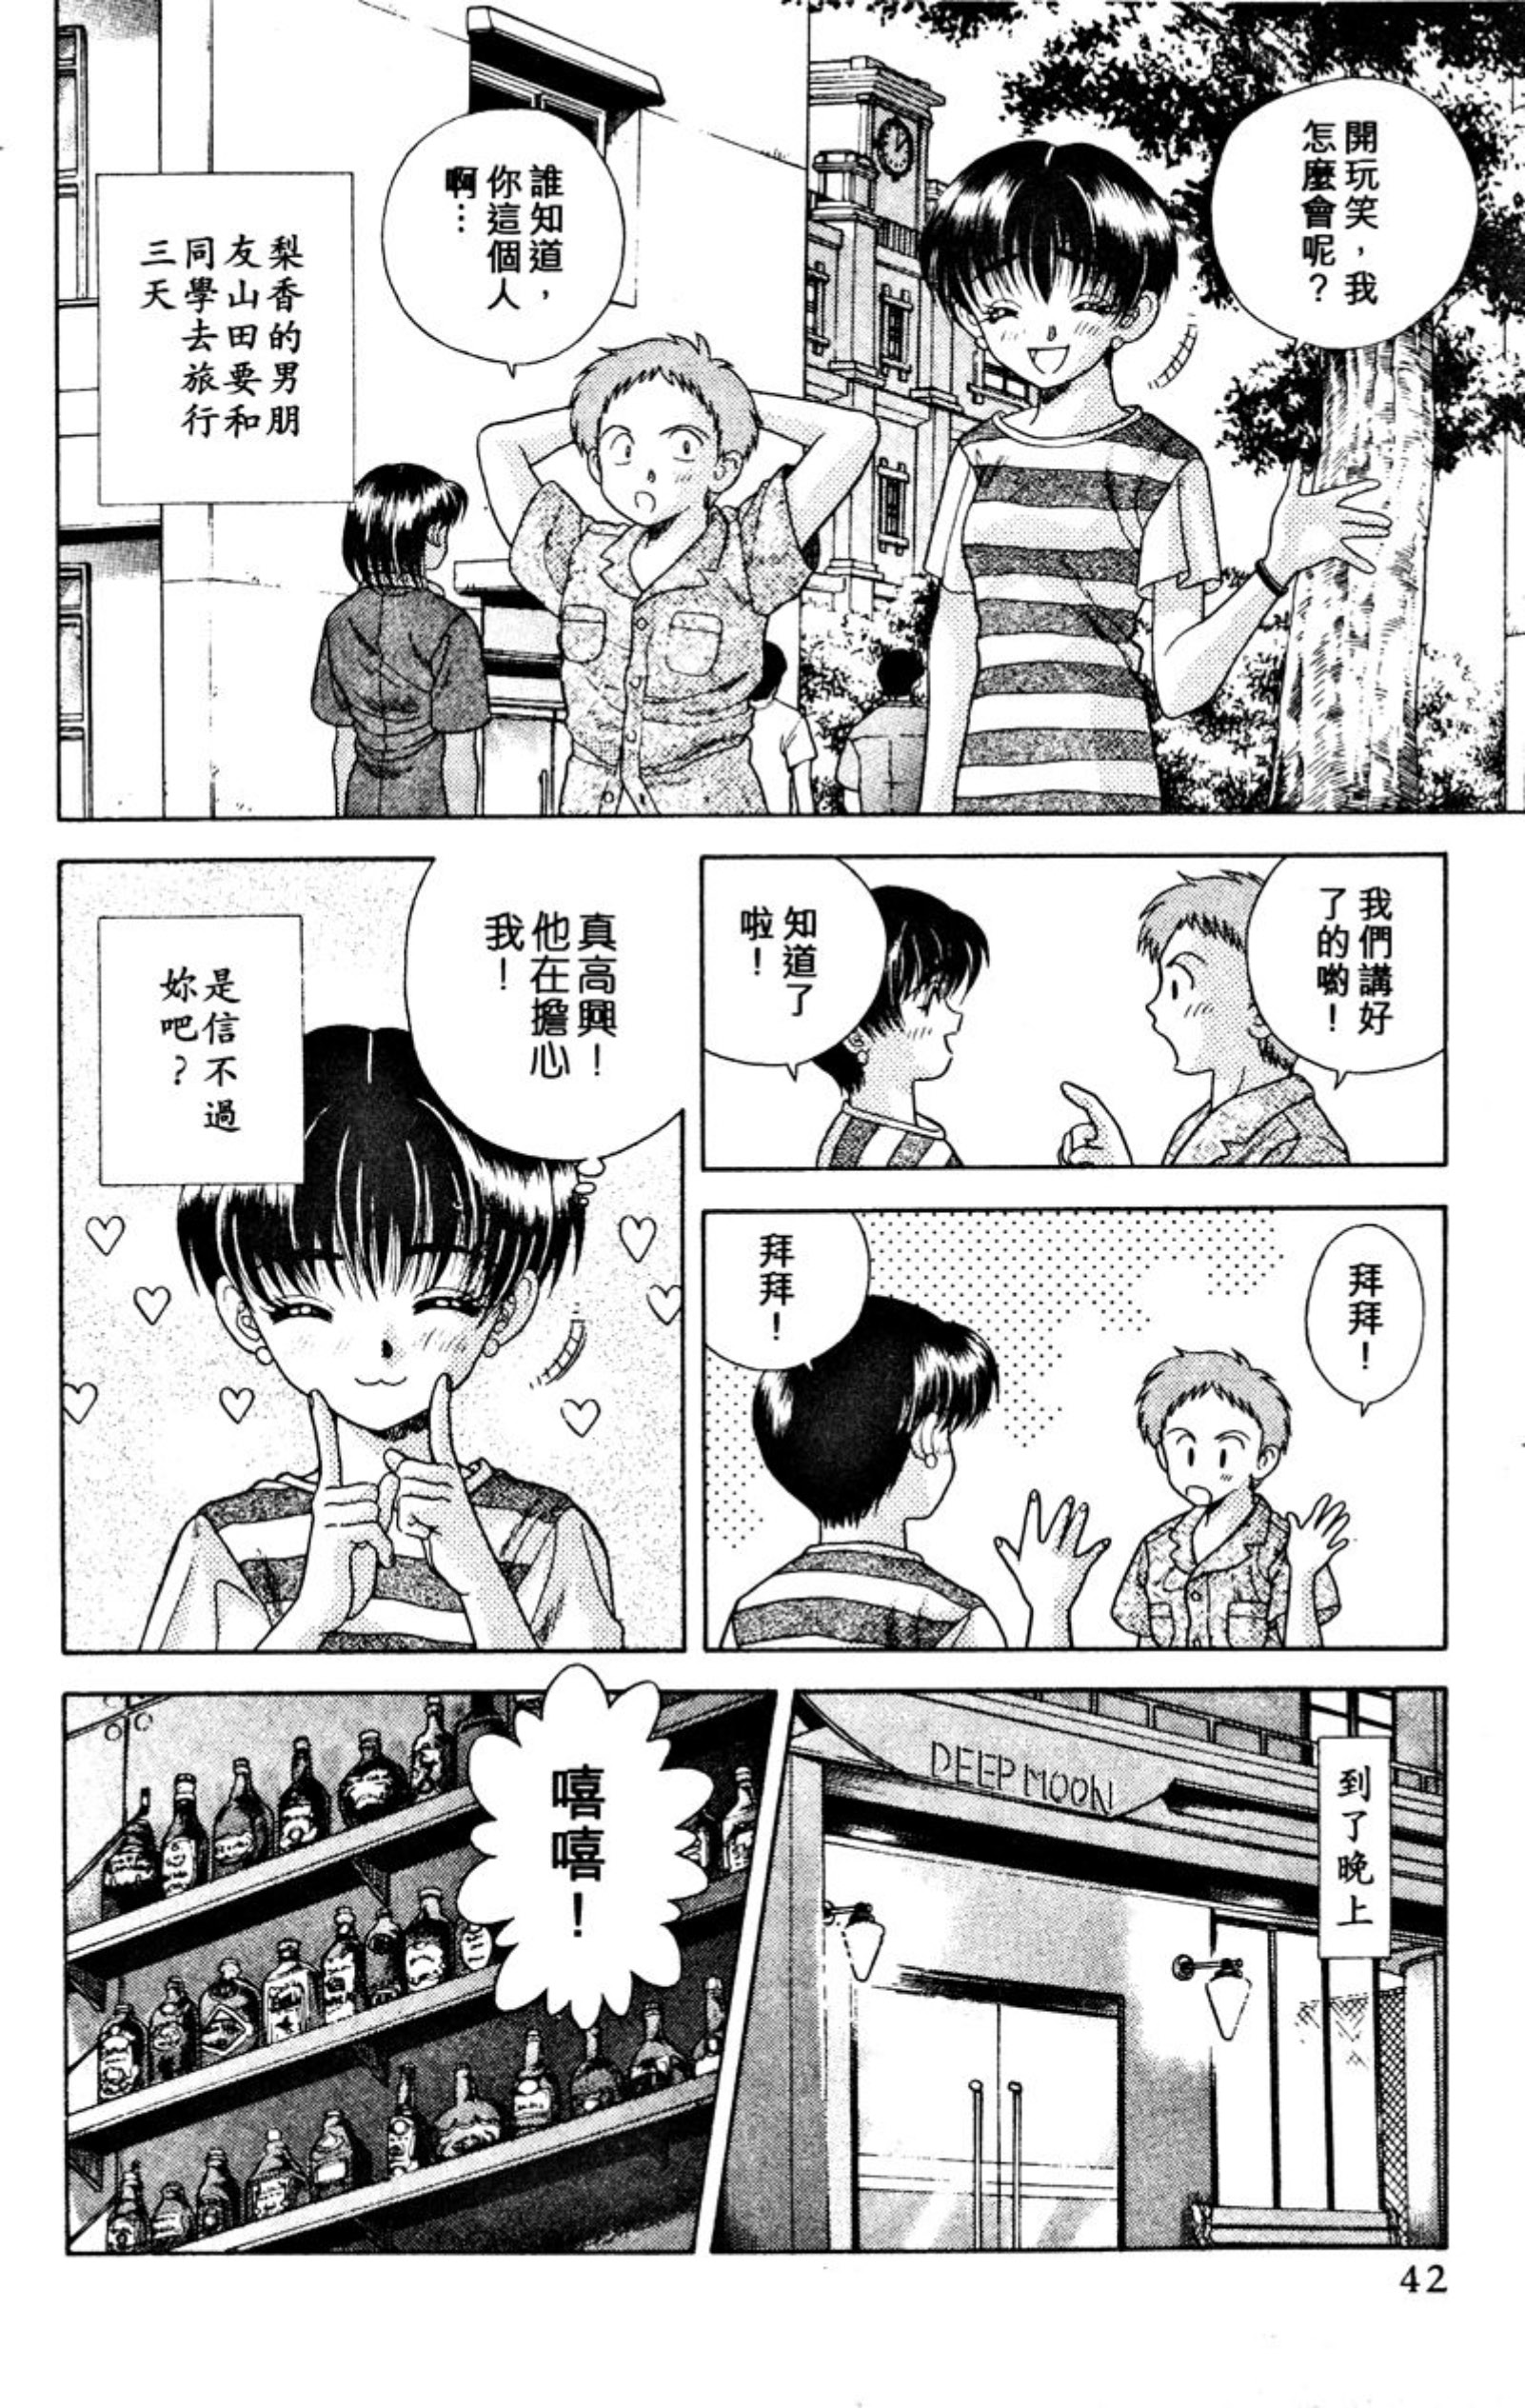 開玩笑，我
怎麼會呢？
誰知道，
你這個人
啊…
梨香的男朋
友山田要和
同學去旅行
三天
我們講好
了的喲！
知道了
啦！
拜拜！
拜拜！
真高興！
他在擔心
我！
是信不過
妳吧？
到了晚上
DEEP MOON
嘻嘻！
42